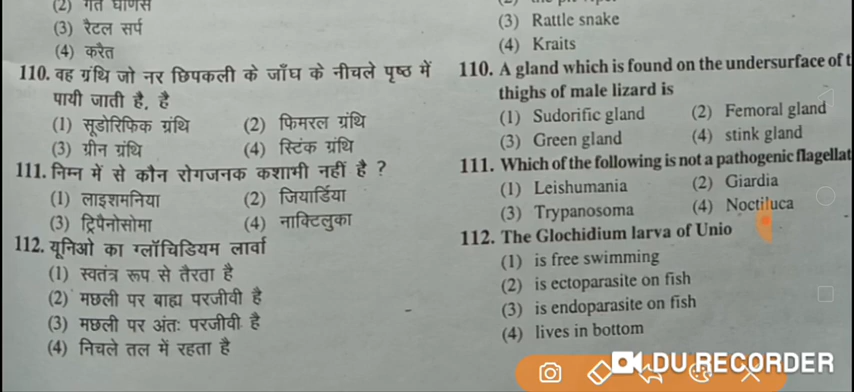 (3) रैटल सर्प
(4) करैत
110. वह ग्रंथि जो नर छिपकली के जाँघ के नीचले पृष्ठ में
पायी जाती है, है
(1) सूडोरिफिक ग्रंथि (2) फिमरल ग्रंथि
(3) ग्रीन ग्रंथि (4) स्टिंक ग्रंथि
111. निम्न में से कौन रोगजनक कशाभी नहीं है ?
(1) लाइशमनिया (2) जियार्डिया
(3) ट्रिपैनोसोमा (4) नाक्टिलुका
112. यूनिओ का ग्लॉचिडियम लार्वा
(1) स्वतंत्र रूप से तैरता है
(2) मछली पर बाह्य परजीवी है
(3) मछली पर अंतः परजीवी है
(4) निचले तल में रहता है
(3) Rattle snake
(4) Kraits
110. A gland which is found on the undersurface of t
thighs of male lizard is
(1) Sudorific gland (2) Femoral gland
(3) Green gland (4) stink gland
111. Which of the following is not a pathogenic flagellat
(1) Leishumania (2) Giardia
(3) Trypanosoma (4) Noctiluca
112. The Glochidium larva of Unio
(1) is free swimming
(2) is ectoparasite on fish
(3) is endoparasite on fish
(4) lives in bottom
DU RECORDER